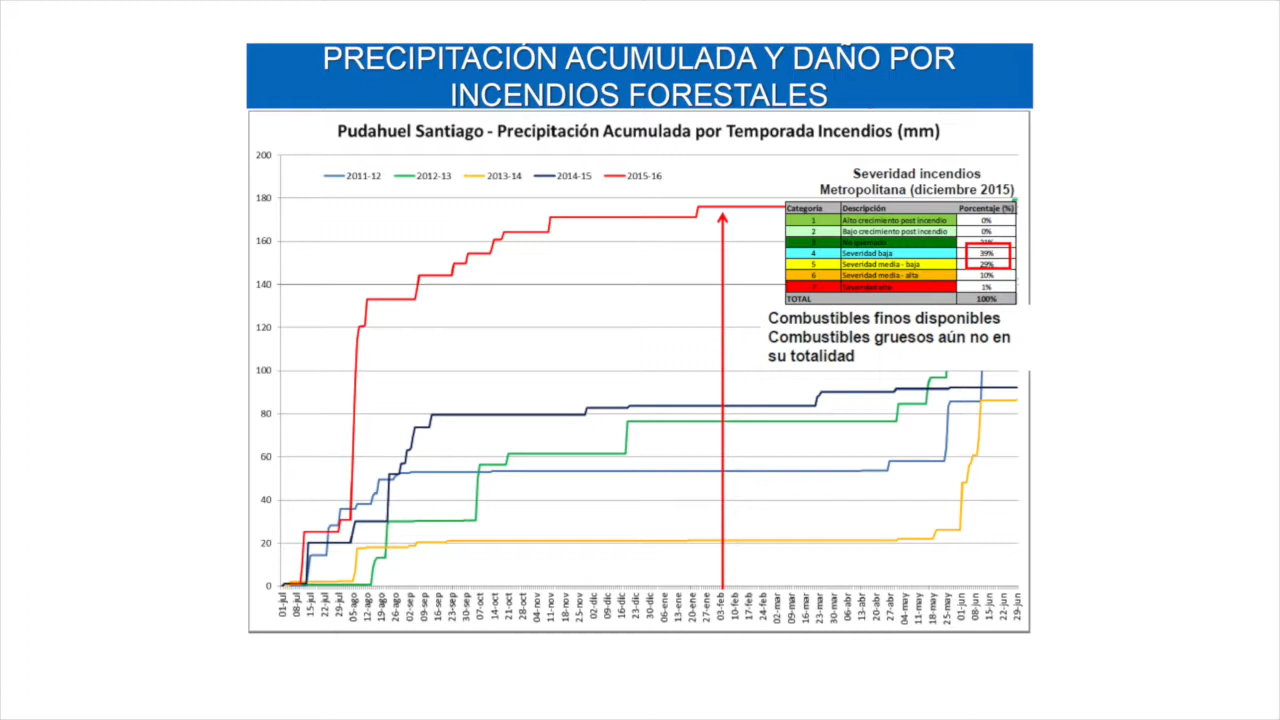 PRECIPITACIÓN ACUMULADA Y DAÑO POR
INCENDIOS FORESTALES
Pudahuel Santiago - Precipitación Acumulada por Temporada Incendios (mm)
2011-12 2012-13 2013-14 2014-15 2015-16
Severidad incendios
Metropolitana (diciembre 2015)
Categoria Descripción Porcentaje (%)
1 Alto crecimiento post incendio 0%
2 Bajo crecimiento post incendio 0%
3 No quemado 21%
4 Severidad baja 39%
5 Severidad media - baja 29%
6 Severidad media - alta 10%
7 Severidad alta 1%
TOTAL 100%
Combustibles finos disponibles
Combustibles gruesos aún no en
su totalidad
200
180
160
140
120
100
80
60
40
20
0
01-jul 08-jul 15-jul 22-jul 29-jul 05-ago 12-ago 19-ago 26-ago 02-sep 09-sep 16-sep 23-sep 30-sep 07-oct 14-oct 21-oct 28-oct 04-nov 11-nov 18-nov 25-nov 02-dic 09-dic 16-dic 23-dic 30-dic 06-ene 13-ene 20-ene 27-ene 03-feb 10-feb 17-feb 24-feb 02-mar 09-mar 16-mar 23-mar 30-mar 06-abr 13-abr 20-abr 27-abr 04-may 11-may 18-may 25-may 01-jun 08-jun 15-jun 22-jun 29-jun